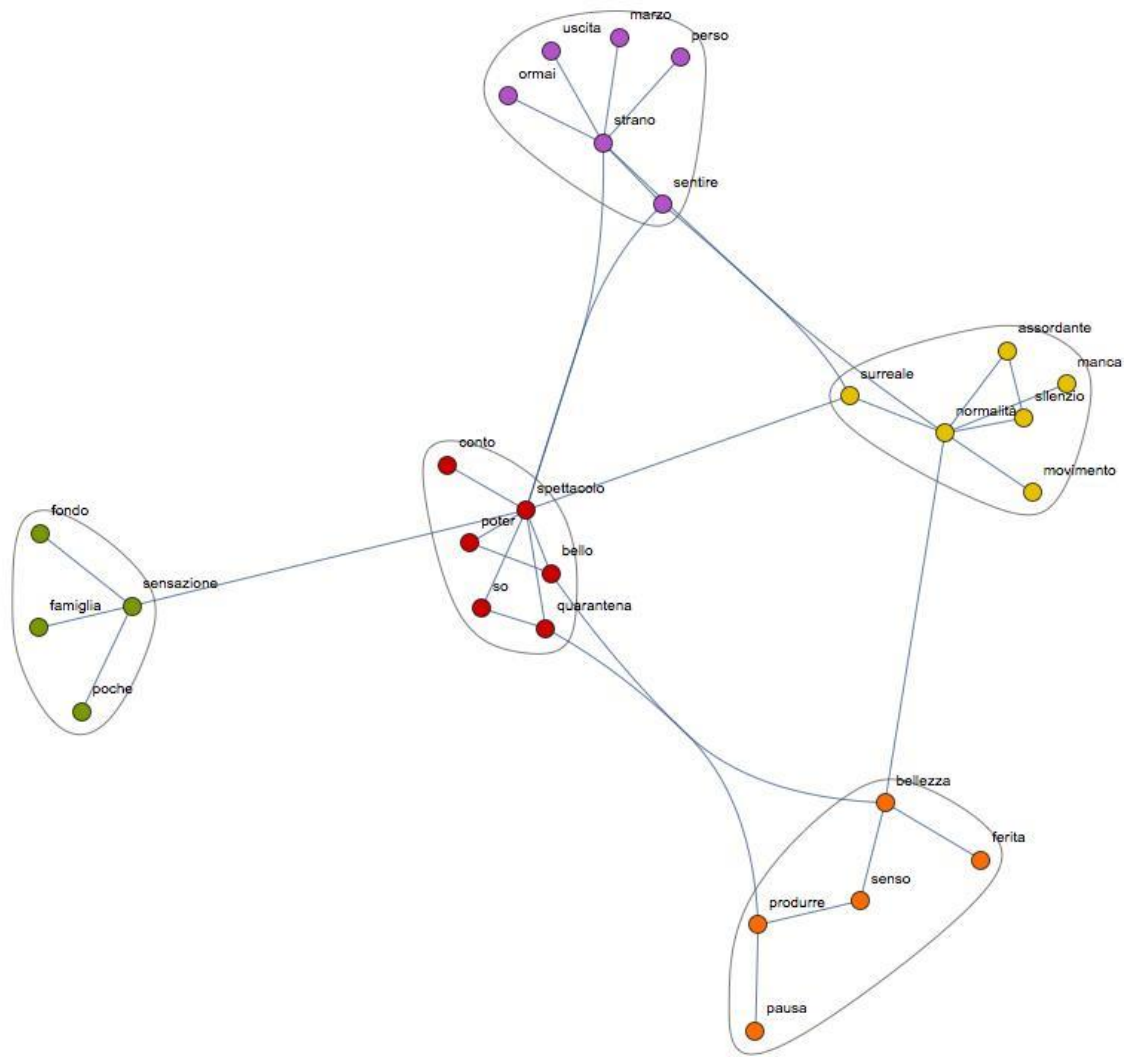 marzo
uscita
perso
ormai
strano
sentire
assordante
manca
surreale
silenzio
normalità
movimento
conto
spettacolo
fondo
poter
bello
sensazione
so
famiglia
quarantena
poche
bellezza
ferita
senso
produrre
pausa